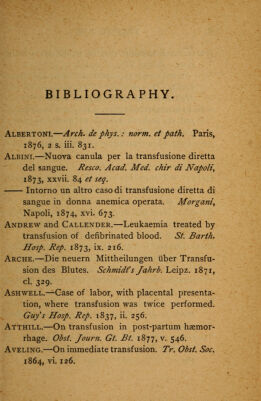 BIBLIOGRAPHY.
ALBERTONI.—Arch. de phys.: norm. et path. Paris,
1876, 2 s. iii. 831.
ALBINI.—Nuova canula per la transfusione diretta
del sangue. Resco. Acad. Med. chir di Napoli,
1873, xxvii. 84 et seq.
—— Intorno un altro caso di transfusione diretta di
sangue in donna anemica operata. Morgani,
Napoli, 1874, xvi. 673.
ANDREW and CALLENDER.—Leukaemia treated by
transfusion of defibrinated blood. St. Barth.
Hosp. Rep. 1873, ix. 216.
ARCHE.—Die neuern Mittheilungen über Transfu-
sion des Blutes. Schmidt's Jahrb. Leipz. 1871,
cl. 329.
ASHWELL.—Case of labor, with placental presenta-
tion, where transfusion was twice performed.
Guy's Hosp. Rep. 1837, ii. 256.
ATTHILL.—On transfusion in post-partum hæmor-
rhage. Obst. Journ. Gt. Bt. 1877, v. 546.
AVELING.—On immediate transfusion. Tr. Obst. Soc.
1864, vi. 126.